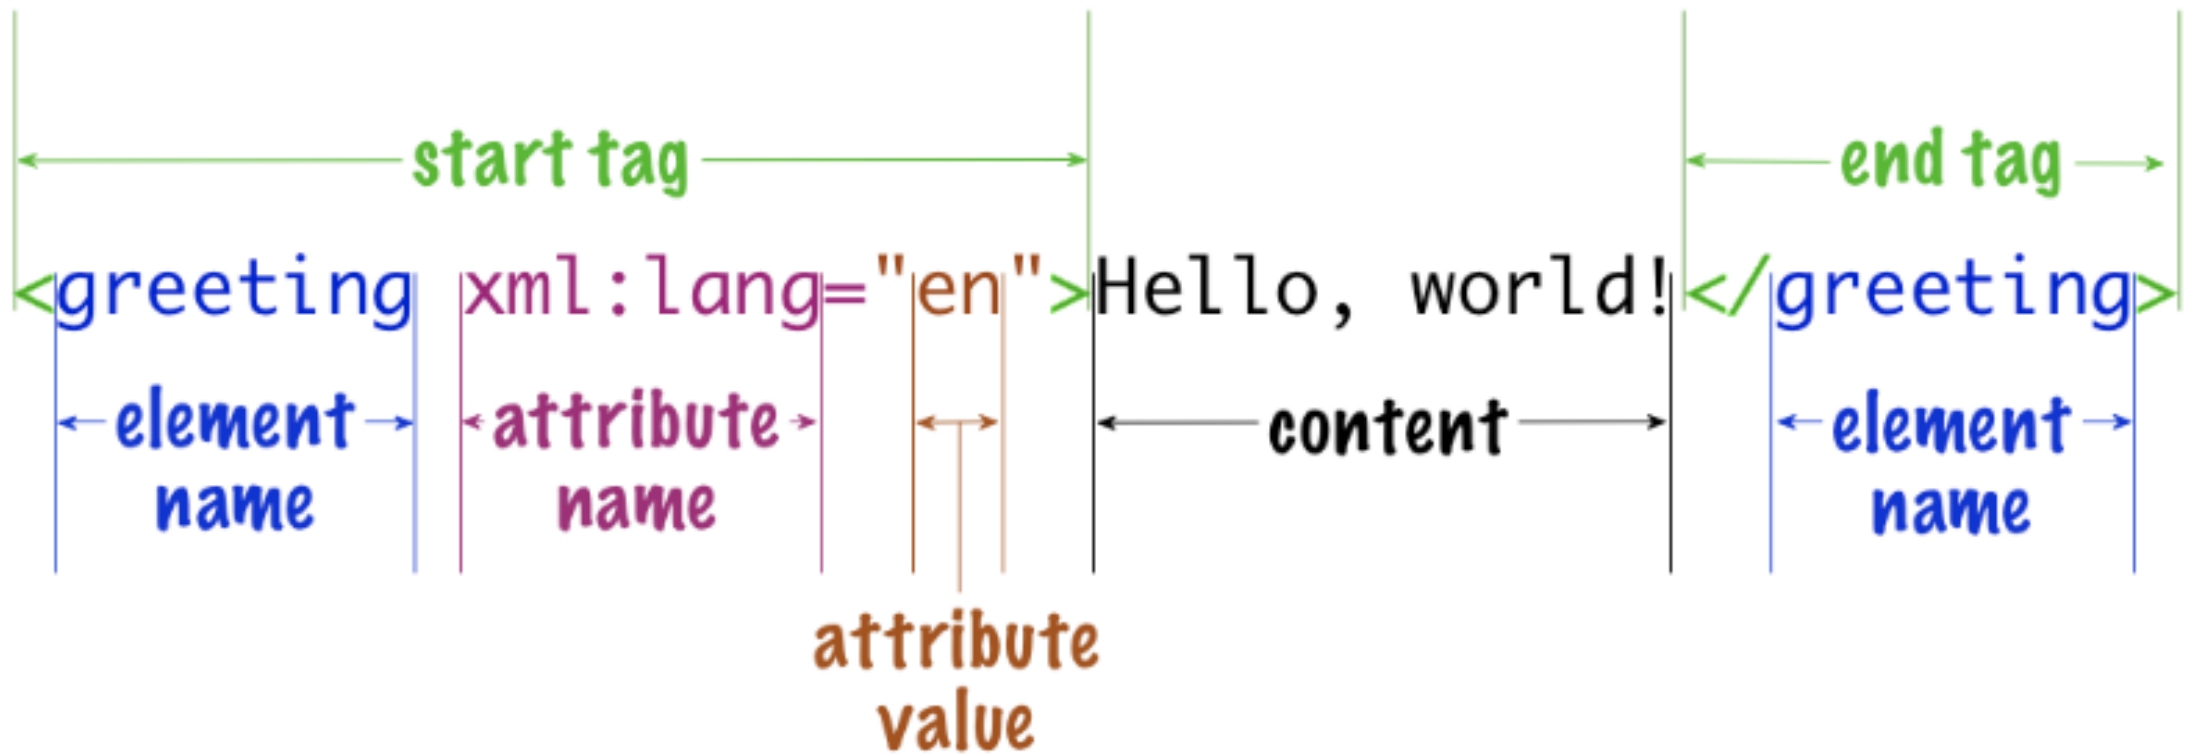 start tag end tag
<greeting xml:lang="en">Hello, world!</greeting>
element attribute content element
name name name
attribute
value